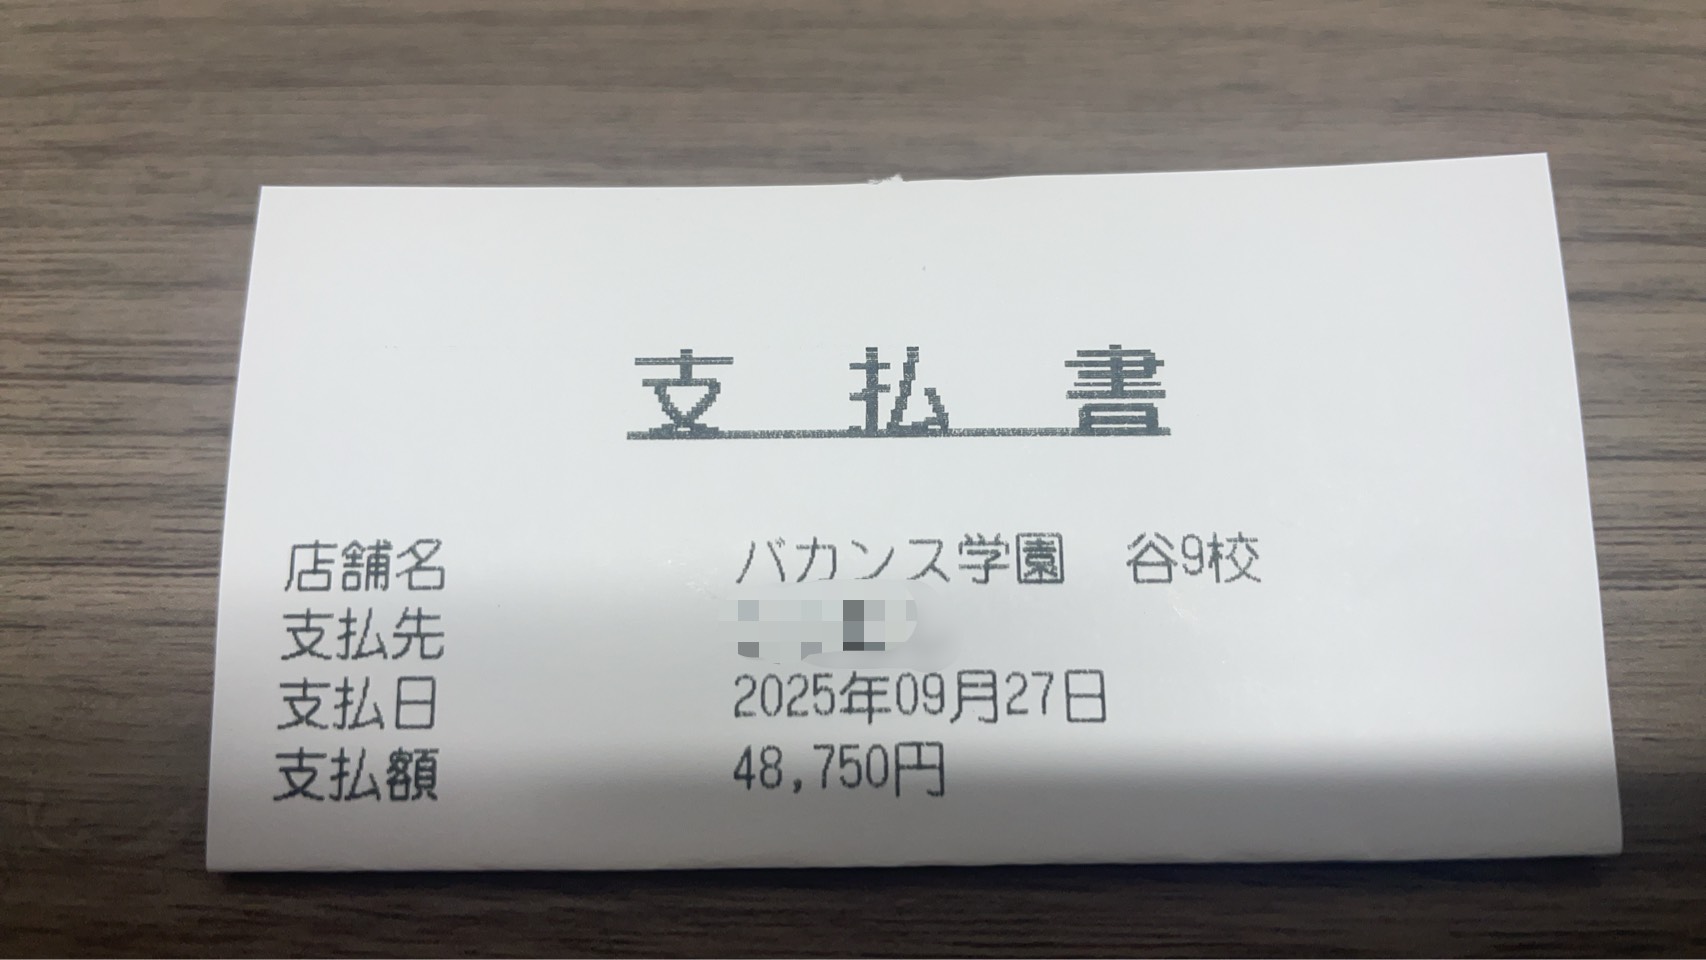 支払書
店舗名 バカンス学園 谷9校
支払先
支払日 2025年09月27日
支払額 48,750円